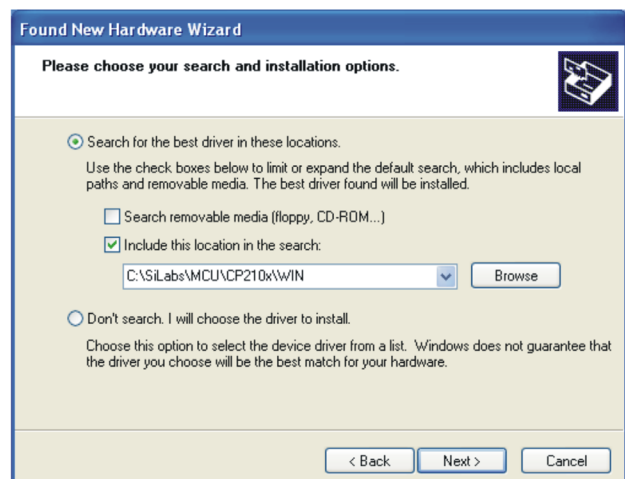 Found New Hardware Wizard
Please choose your search and installation options.
Search for the best driver in these locations.
Use the check boxes below to limit or expand the default search, which includes local
paths and removable media. The best driver found will be installed.
Search removable media (floppy, CD-ROM...)
Include this location in the search:
C:\SiLabs\MCU\CP210x\WIN
Browse
Don't search. I will choose the driver to install.
Choose this option to select the device driver from a list. Windows does not guarantee that
the driver you choose will be the best match for your hardware.
< Back Next > Cancel